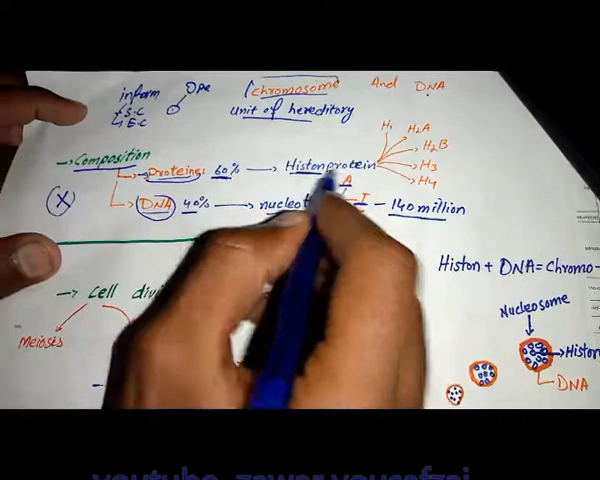 inform Ope chromosome And DNA
S.C
E.C
unit of hereditory
H1
H2A
H2B
H3
H4
→ Composition
→ Proteins: 60% → Histonprotein
A
X
DNA 40% → nucleot I - 140 million
Histon + DNA = Chromo-
→ Cell divi
Meiosis
Nucleosome
→ Histon
DNA
youtube zawar yousafzai